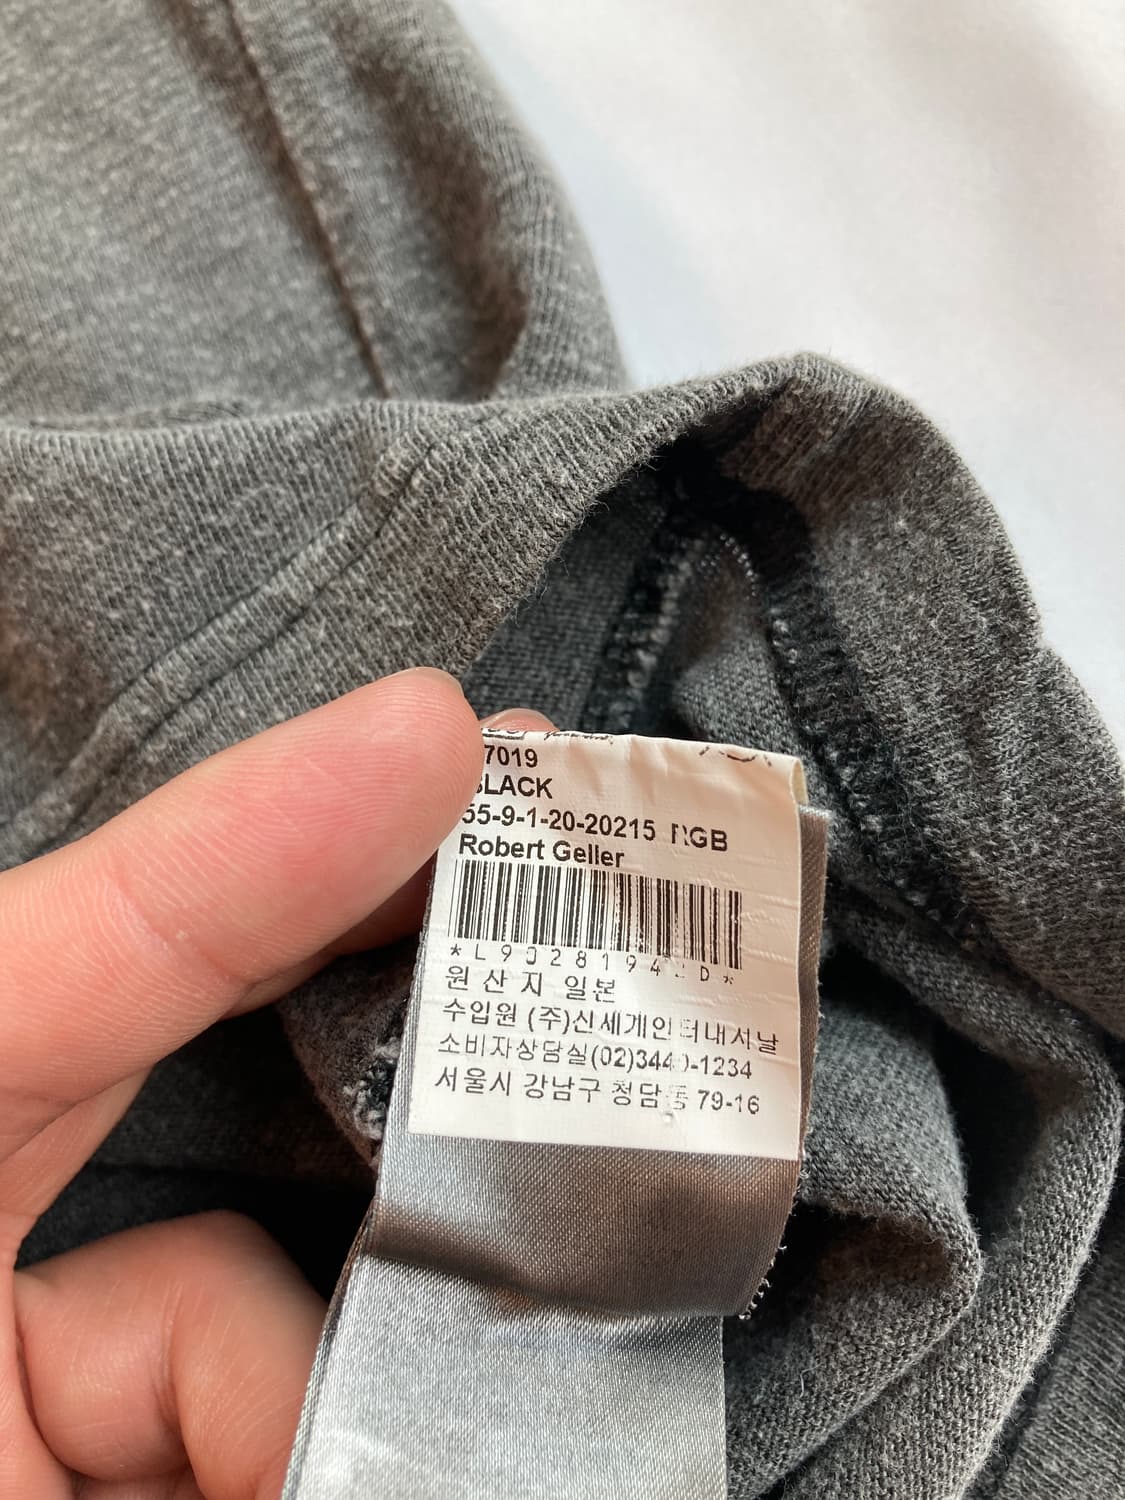 7019
BLACK
55-9-1-20-20215 RGB
Robert Geller
원 산 지 일본
수입원 (주)신세계인터내셔날
소비자상담실(02)3440-1234
서울시 강남구 청담동 79-16